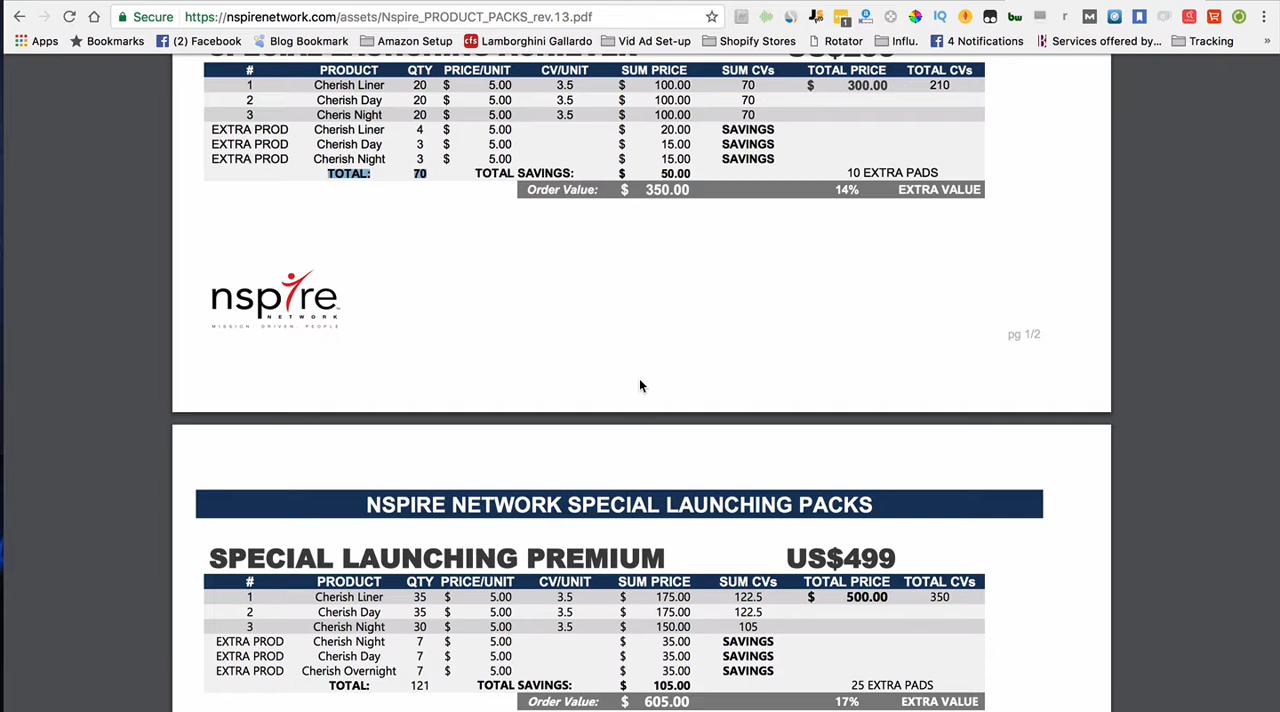 Secure https://nspirenetwork.com/assets/Nspire_PRODUCT_PACKS_rev.13.pdf
Apps Bookmarks (2) Facebook Blog Bookmark Amazon Setup Lamborghini Gallardo Vid Ad Set-up Shopify Stores Rotator Influ. 4 Notifications Services offered by... Tracking »
# PRODUCT QTY PRICE/UNIT CV/UNIT SUM PRICE SUM CVs TOTAL PRICE TOTAL CVs
1 Cherish Liner 20 $ 5.00 3.5 $ 100.00 70 $ 300.00 210
2 Cherish Day 20 $ 5.00 3.5 $ 100.00 70
3 Cheris Night 20 $ 5.00 3.5 $ 100.00 70
EXTRA PROD Cherish Liner 4 $ 5.00 $ 20.00 SAVINGS
EXTRA PROD Cherish Day 3 $ 5.00 $ 15.00 SAVINGS
EXTRA PROD Cherish Night 3 $ 5.00 $ 15.00 SAVINGS
TOTAL: 70 TOTAL SAVINGS: $ 50.00 10 EXTRA PADS
Order Value: $ 350.00 14% EXTRA VALUE
nspire
NETWORK
MISSION. DRIVEN. PEOPLE
pg 1/2
NSPIRE NETWORK SPECIAL LAUNCHING PACKS
SPECIAL LAUNCHING PREMIUM US$499
# PRODUCT QTY PRICE/UNIT CV/UNIT SUM PRICE SUM CVs TOTAL PRICE TOTAL CVs
1 Cherish Liner 35 $ 5.00 3.5 $ 175.00 122.5 $ 500.00 350
2 Cherish Day 35 $ 5.00 3.5 $ 175.00 122.5
3 Cherish Night 30 $ 5.00 3.5 $ 150.00 105
EXTRA PROD Cherish Night 7 $ 5.00 $ 35.00 SAVINGS
EXTRA PROD Cherish Day 7 $ 5.00 $ 35.00 SAVINGS
EXTRA PROD Cherish Overnight 7 $ 5.00 $ 35.00 SAVINGS
TOTAL: 121 TOTAL SAVINGS: $ 105.00 25 EXTRA PADS
Order Value: $ 605.00 17% EXTRA VALUE